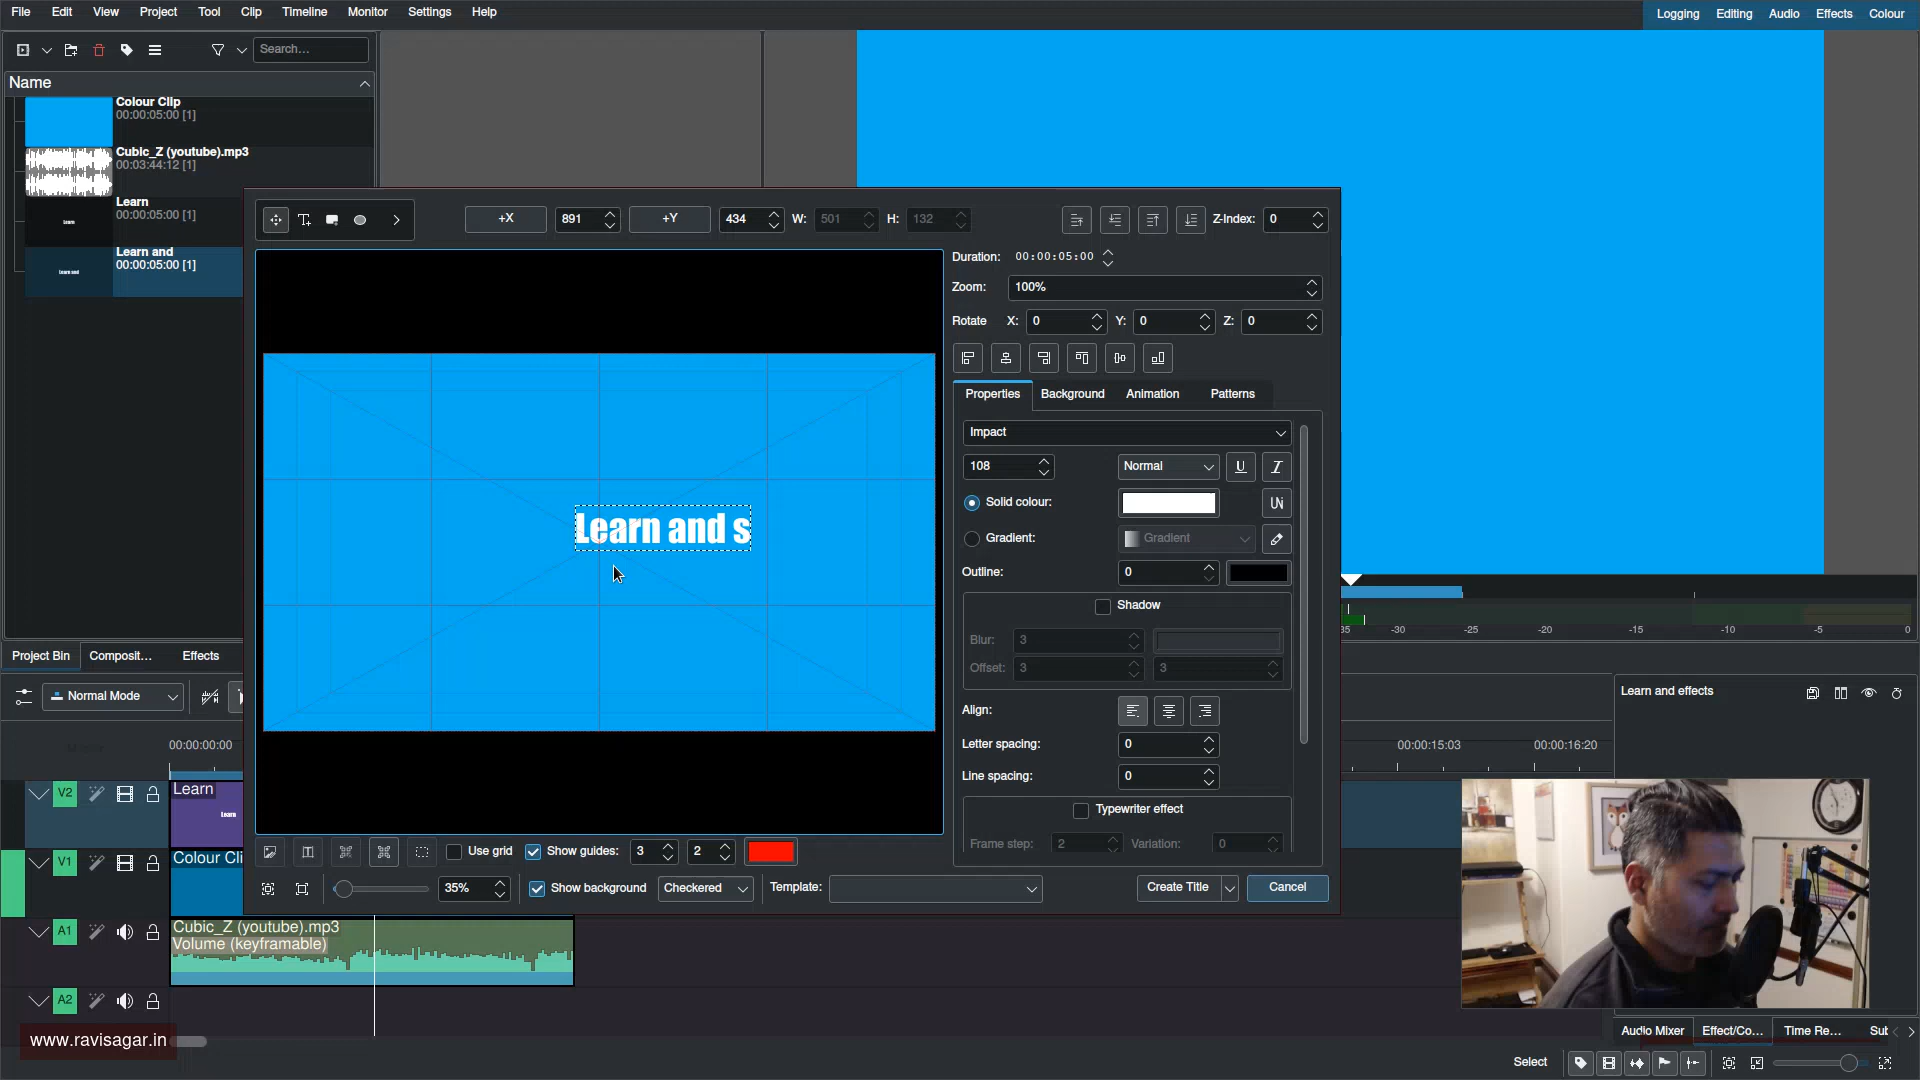 File Edit View Project Tool Clip Timeline Monitor Settings Help
Logging Editing Audio Effects Colour
Search...
Name
Colour Clip
00:00:05:00 [1]
Cubic_Z (youtube).mp3
00:03:44:12 [1]
Learn
00:00:05:00 [1]
Learn and
00:00:05:00 [1]
+X 891 +Y 434 W: 501 H: 132 Z-Index: 0
Duration: 00:00:05:00
Zoom: 100%
Rotate X: 0 Y: 0 Z: 0
Properties Background Animation Patterns
Impact
108 Normal U I
Solid colour:
Gradient: Gradient
Outline: 0
Shadow
Blur: 3
Offset: 3 3
Align:
Letter spacing: 0
Line spacing: 0
Typewriter effect
Frame step: 2 Variation: 0
Learn and s
Use grid Show guides: 3 2
35% Show background Checkered Template: Create Title Cancel
35 -30 -25 -20 -15 -10 -5 0
Project Bin Composit... Effects
Normal Mode
Learn and effects
00:00:00:00 00:00:15:03 00:00:16:20
V2 Learn
Learn
V1 Colour Cli
A1 Cubic_Z (youtube).mp3
Volume (keyframable)
A2
www.ravisagar.in
Audio Mixer Effect/Co... Time Re... Sub
Select